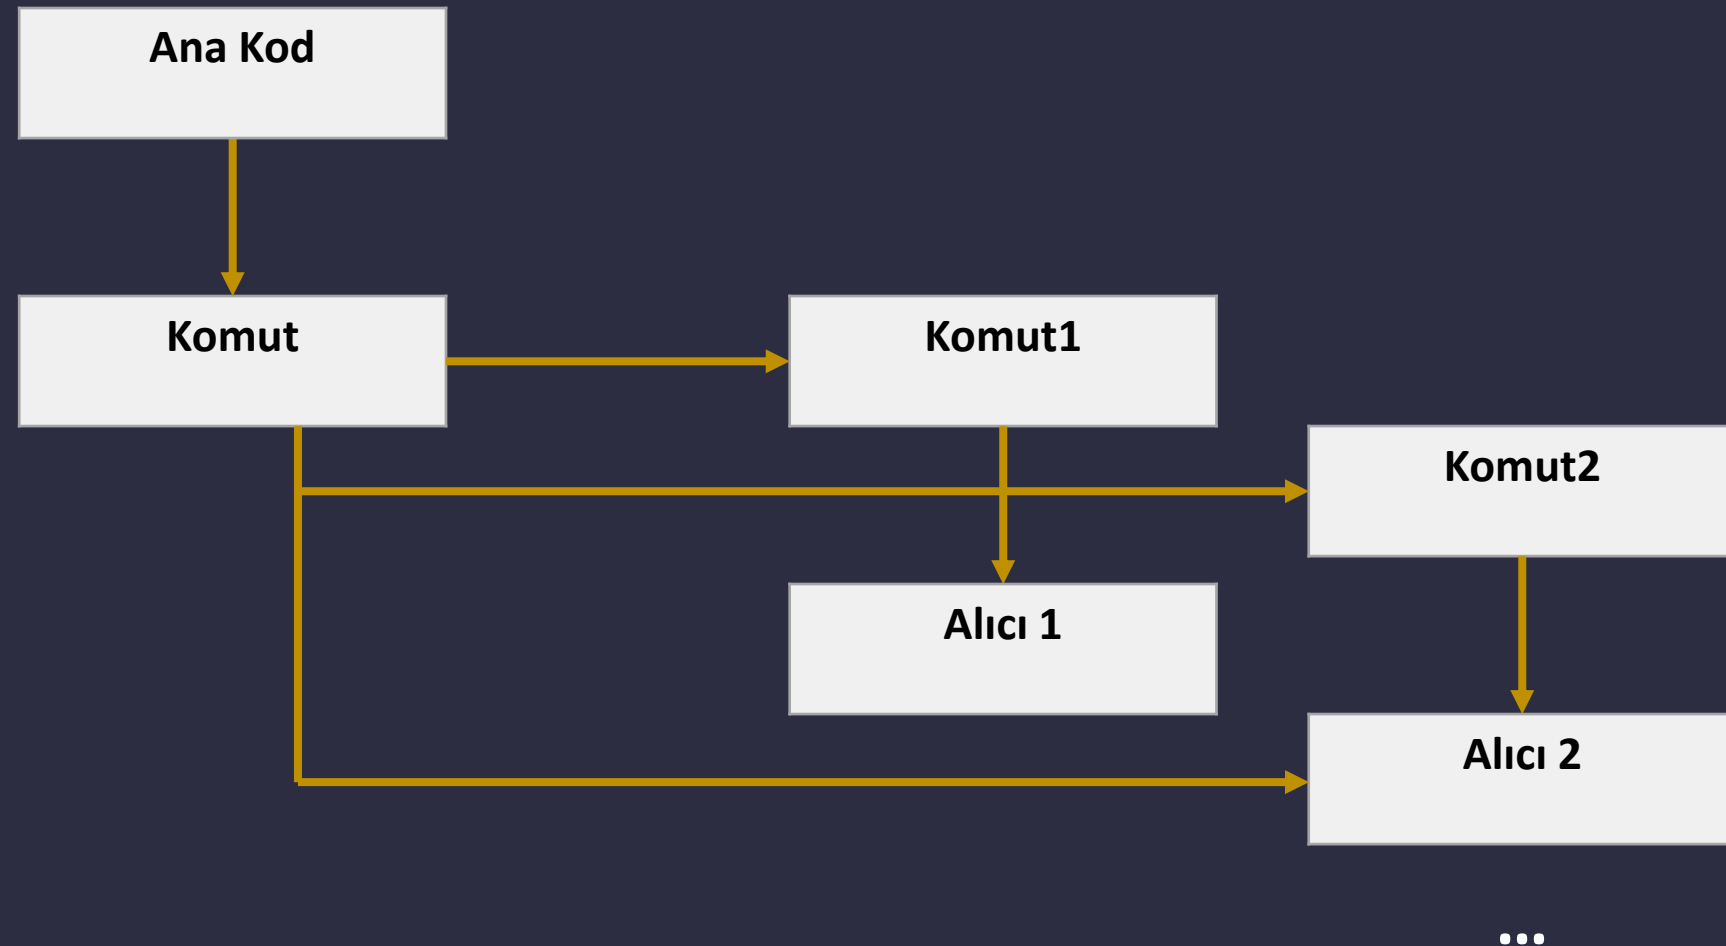 Ana Kod
Komut
Komut1
Komut2
Alıcı 1
Alıcı 2
...